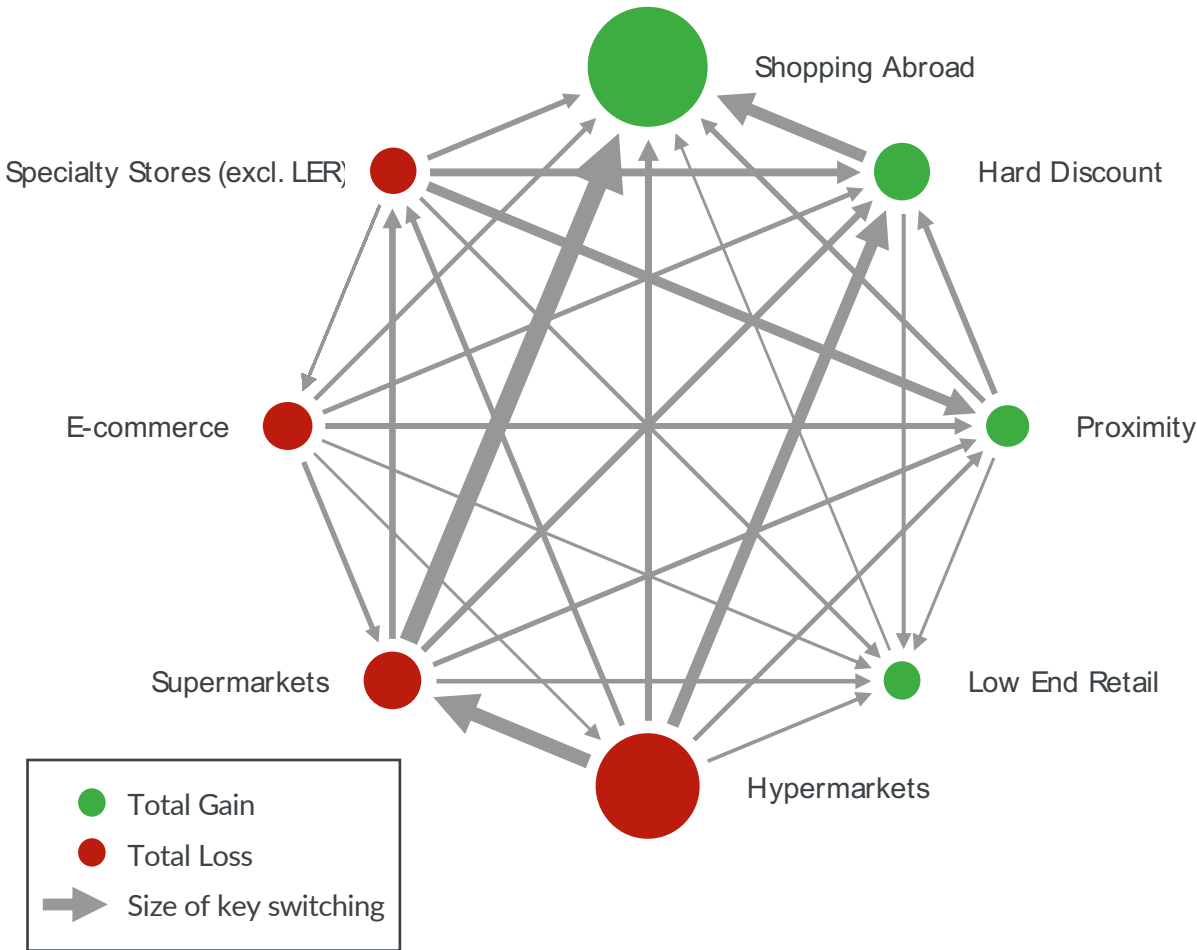 Shopping Abroad
Specialty Stores (excl. LER)
Hard Discount
E-commerce
Proximity
Supermarkets
Low End Retail
Hypermarkets
Total Gain
Total Loss
Size of key switching